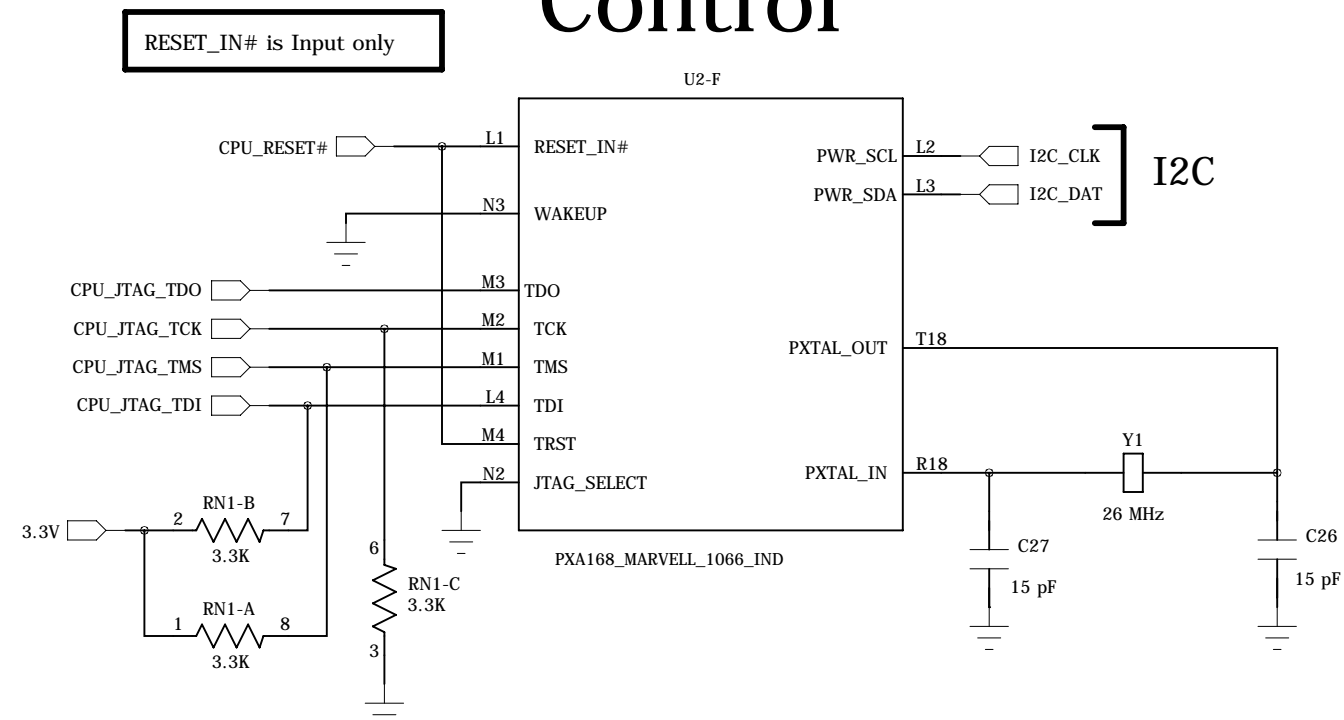 Control
RESET_IN# is Input only
U2-F
CPU_RESET#
L1
RESET_IN#
PWR_SCL
L2
I2C_CLK
I2C
PWR_SDA
L3
I2C_DAT
N3
WAKEUP
CPU_JTAG_TDO
M3
TDO
CPU_JTAG_TCK
M2
TCK
PXTAL_OUT
T18
CPU_JTAG_TMS
M1
TMS
CPU_JTAG_TDI
L4
TDI
M4
TRST
Y1
PXTAL_IN
R18
N2
JTAG_SELECT
26 MHz
RN1-B
3.3V
2
7
3.3K
C26
15 pF
C27
15 pF
PXA168_MARVELL_1066_IND
6
RN1-C
3.3K
3
RN1-A
1
8
3.3K